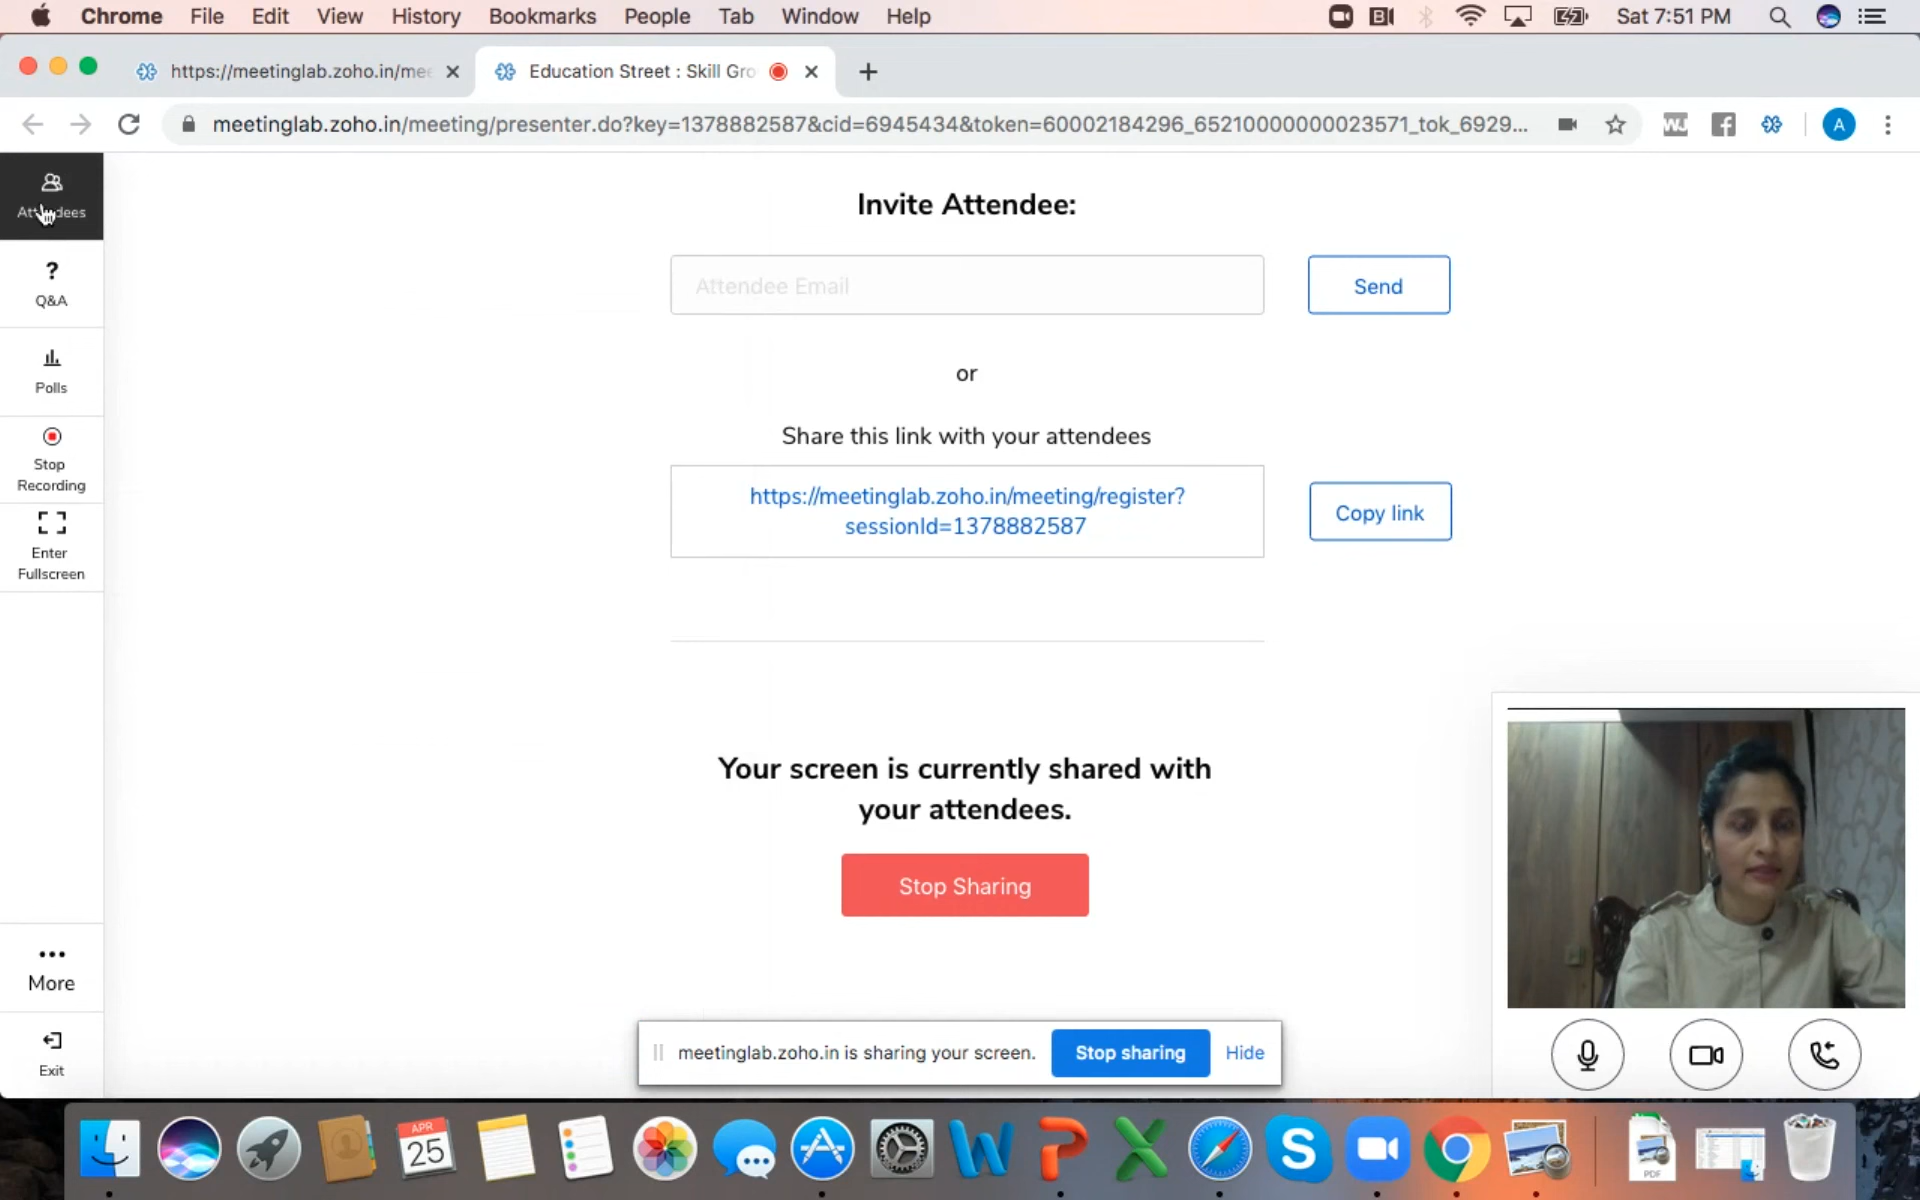 Chrome File Edit View History Bookmarks People Tab Window Help Sat 7:51 PM
https://meetinglab.zoho.in/mee
Education Street : Skill Gro
meetinglab.zoho.in/meeting/presenter.do?key=1378882587&cid=6945434&token=60002184296_65210000000023571_tok_6929...
A
Attendees
?
Q&A
Polls
Stop
Recording
Enter
Fullscreen
More
Exit
Invite Attendee:
Attendee Email
Send
or
Share this link with your attendees
https://meetinglab.zoho.in/meeting/register?
sessionId=1378882587
Copy link
Your screen is currently shared with
your attendees.
Stop Sharing
meetinglab.zoho.in is sharing your screen. Stop sharing Hide
APR
25
PDF